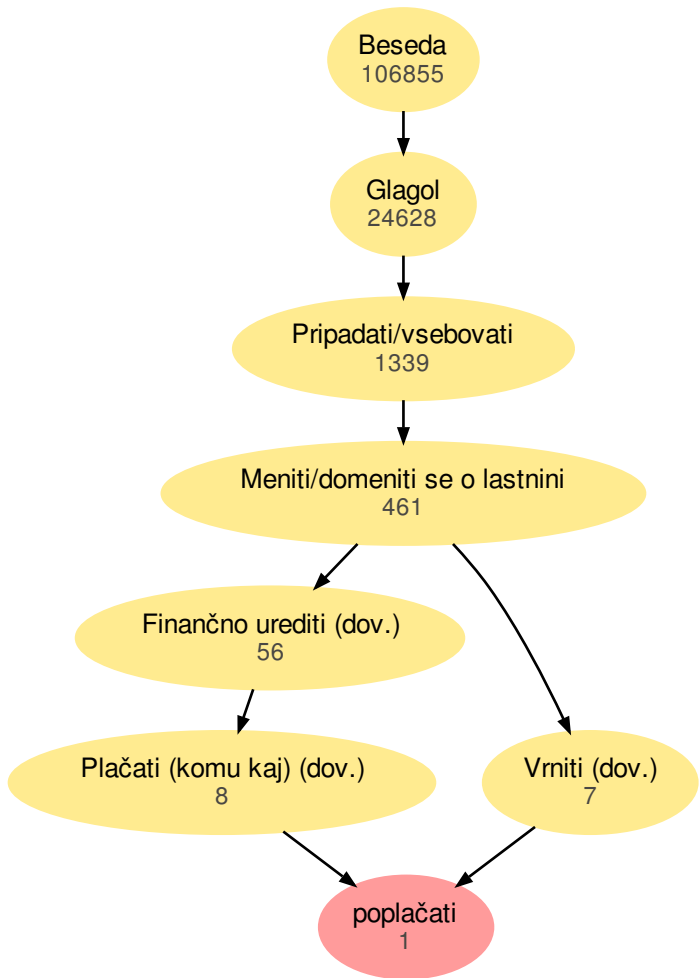 Beseda
106855
Glagol
24628
Pripadati/vsebovati
1339
Meniti/domeniti se o lastnini
461
Finančno urediti (dov.)
56
Plačati (komu kaj) (dov.)
8
Vrniti (dov.)
7
poplačati
1